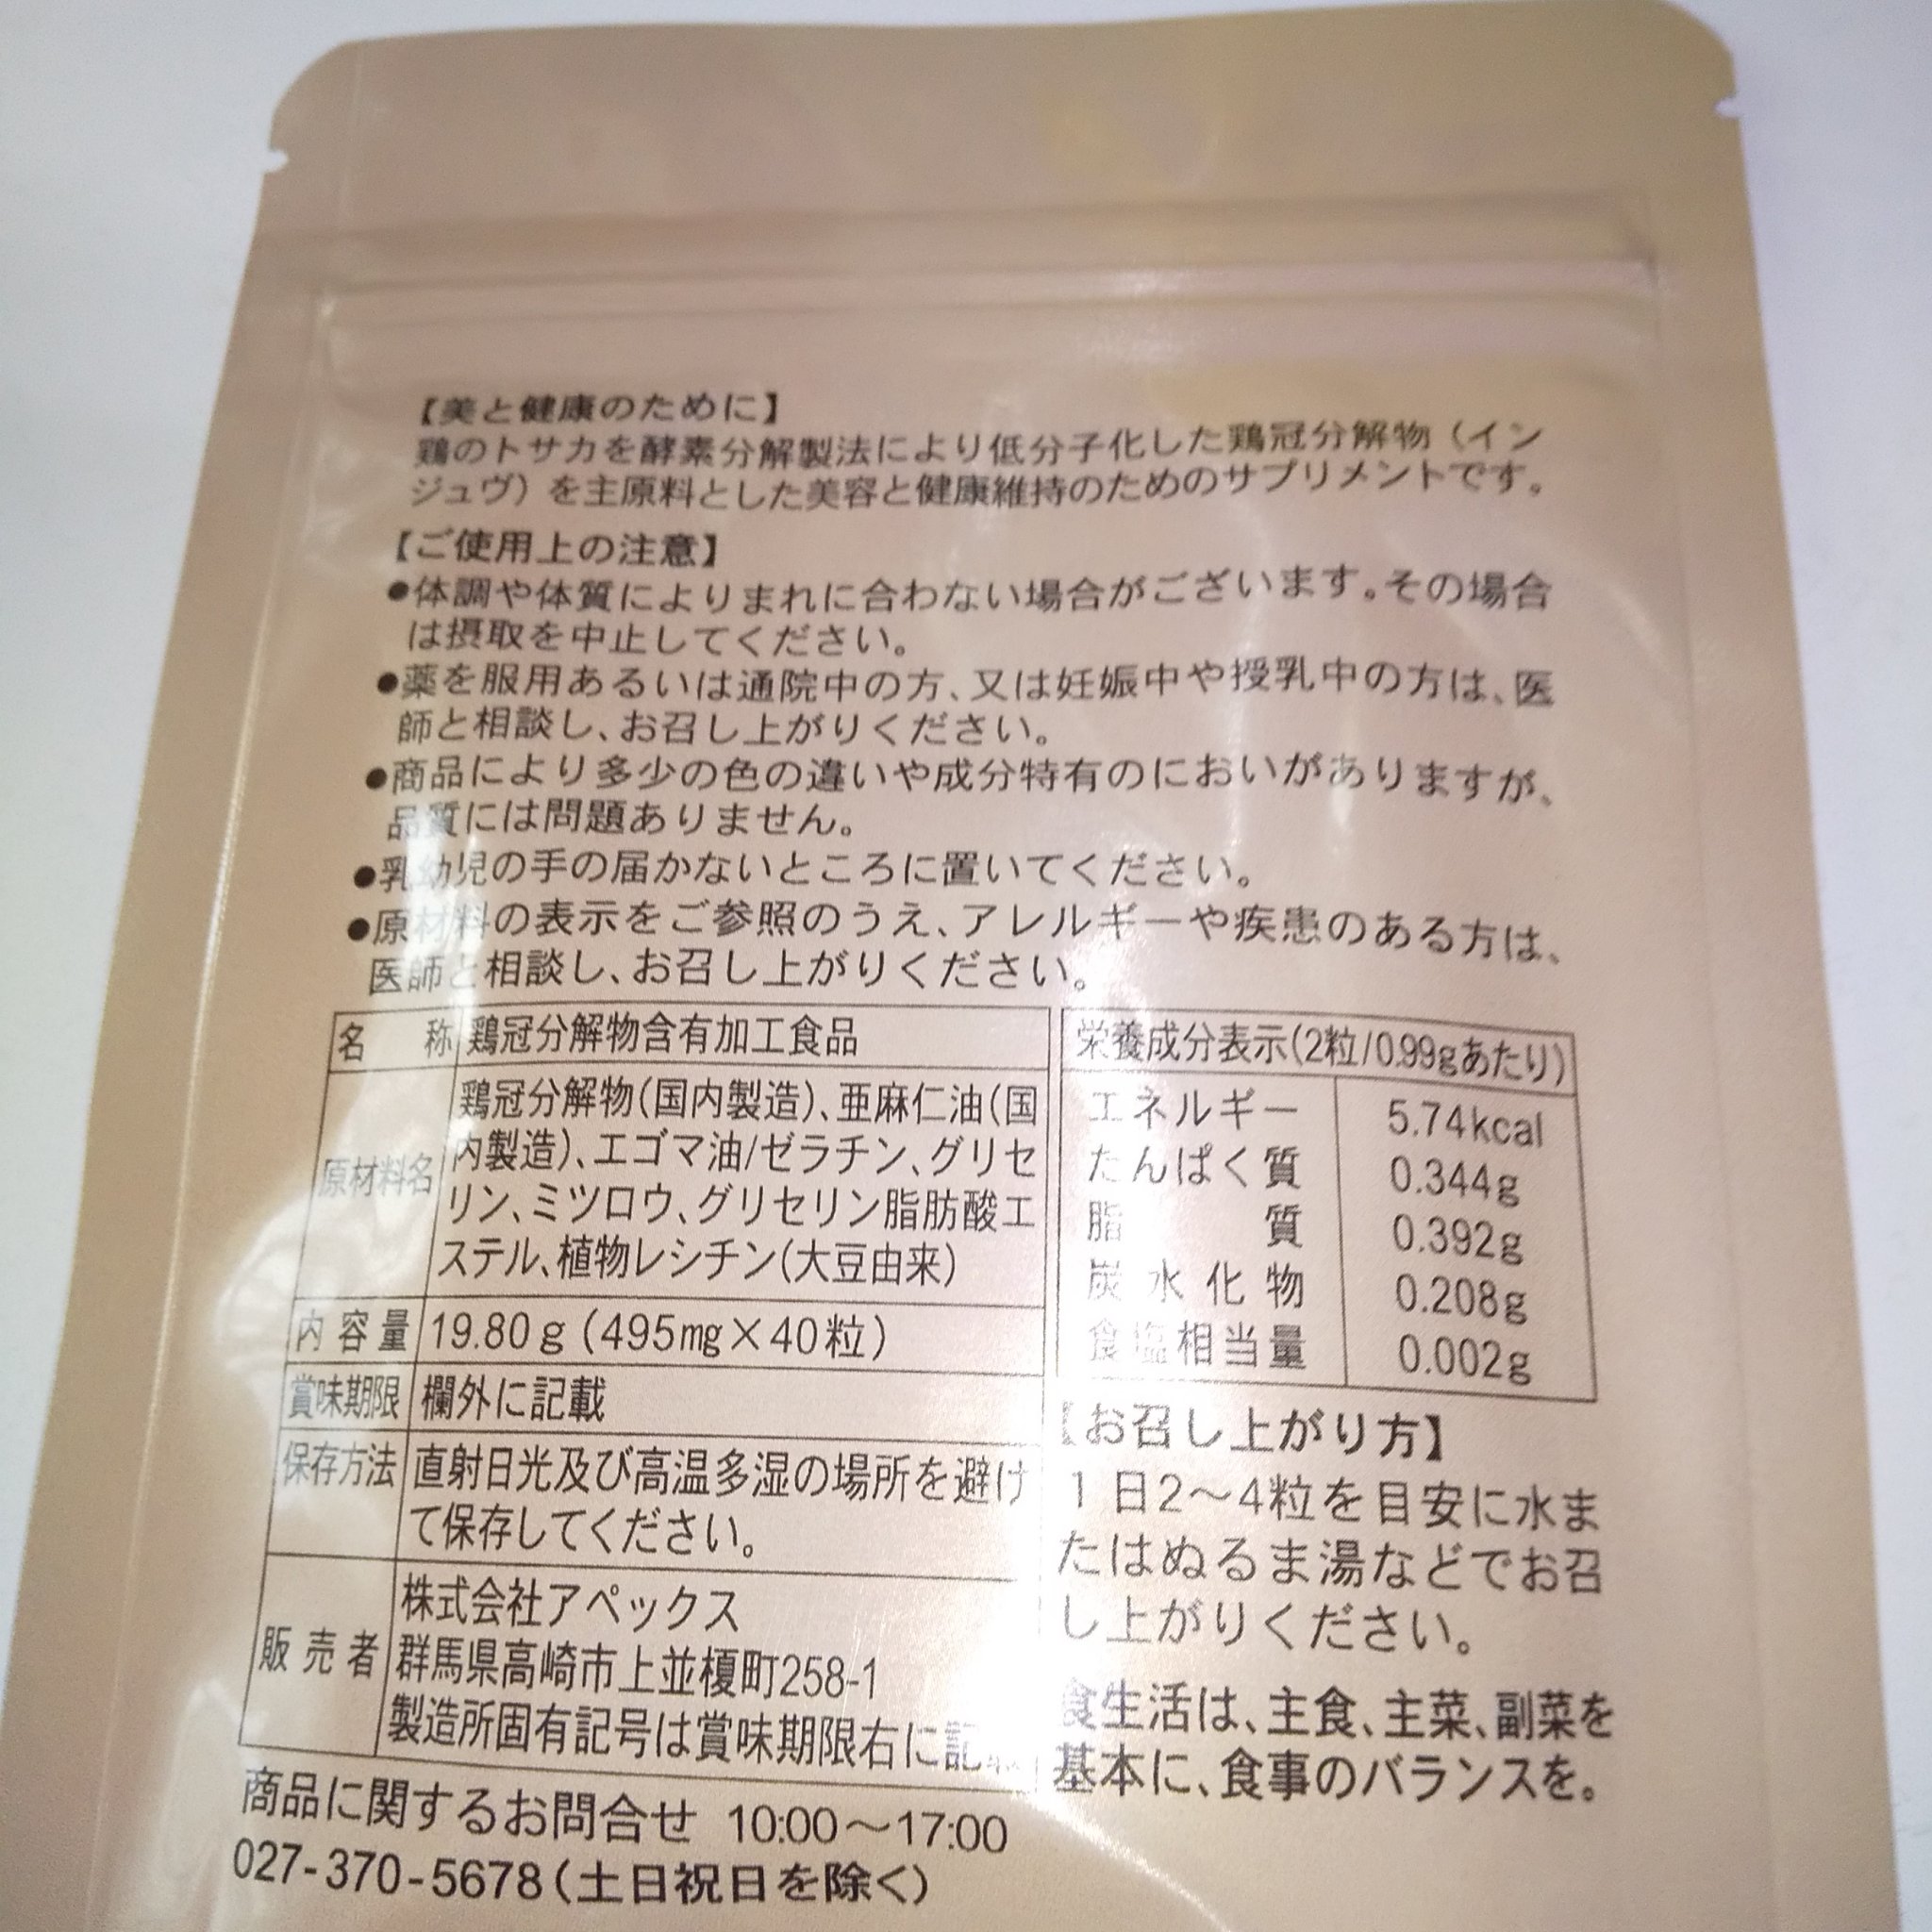 【美と健康のために】
鶏のトサカを酵素分解製法により低分子化した鶏冠分解物（イン
ジュヴ）を主原料とした美容と健康維持のためのサプリメントです。
【ご使用上の注意】
●体調や体質によりまれに合わない場合がございます。その場合
は摂取を中止してください。
●薬を服用あるいは通院中の方、又は妊娠中や授乳中の方は、医
師と相談し、お召し上がりください。
●商品により多少の色の違いや成分特有のにおいがありますが、
品質には問題ありません。
●乳幼児の手の届かないところに置いてください。
●原材料の表示をご参照のうえ、アレルギーや疾患のある方は、
医師と相談し、お召し上がりください。
名 称 鶏冠分解物含有加工食品
原材料名
鶏冠分解物(国内製造)、亜麻仁油(国
内製造)、エゴマ油/ゼラチン、グリセ
リン、ミツロウ、グリセリン脂肪酸エ
ステル、植物レシチン(大豆由来)
内容量 19.80g（495mg×40粒）
賞味期限 欄外に記載
保存方法 直射日光及び高温多湿の場所を避け
て保存してください。
販売者
株式会社アペックス
群馬県高崎市上並榎町258-1
製造所固有記号は賞味期限右に記載
商品に関するお問合せ 10:00～17:00
027-370-5678(土日祝日を除く)
栄養成分表示(2粒/0.99gあたり)
エネルギー 5.74kcal
たんぱく質 0.344g
脂質 0.392g
炭水化物 0.208g
食塩相当量 0.002g
【お召し上がり方】
1日2～4粒を目安に水ま
たはぬるま湯などでお召
し上がりください。
食生活は、主食、主菜、副菜を
基本に、食事のバランスを。